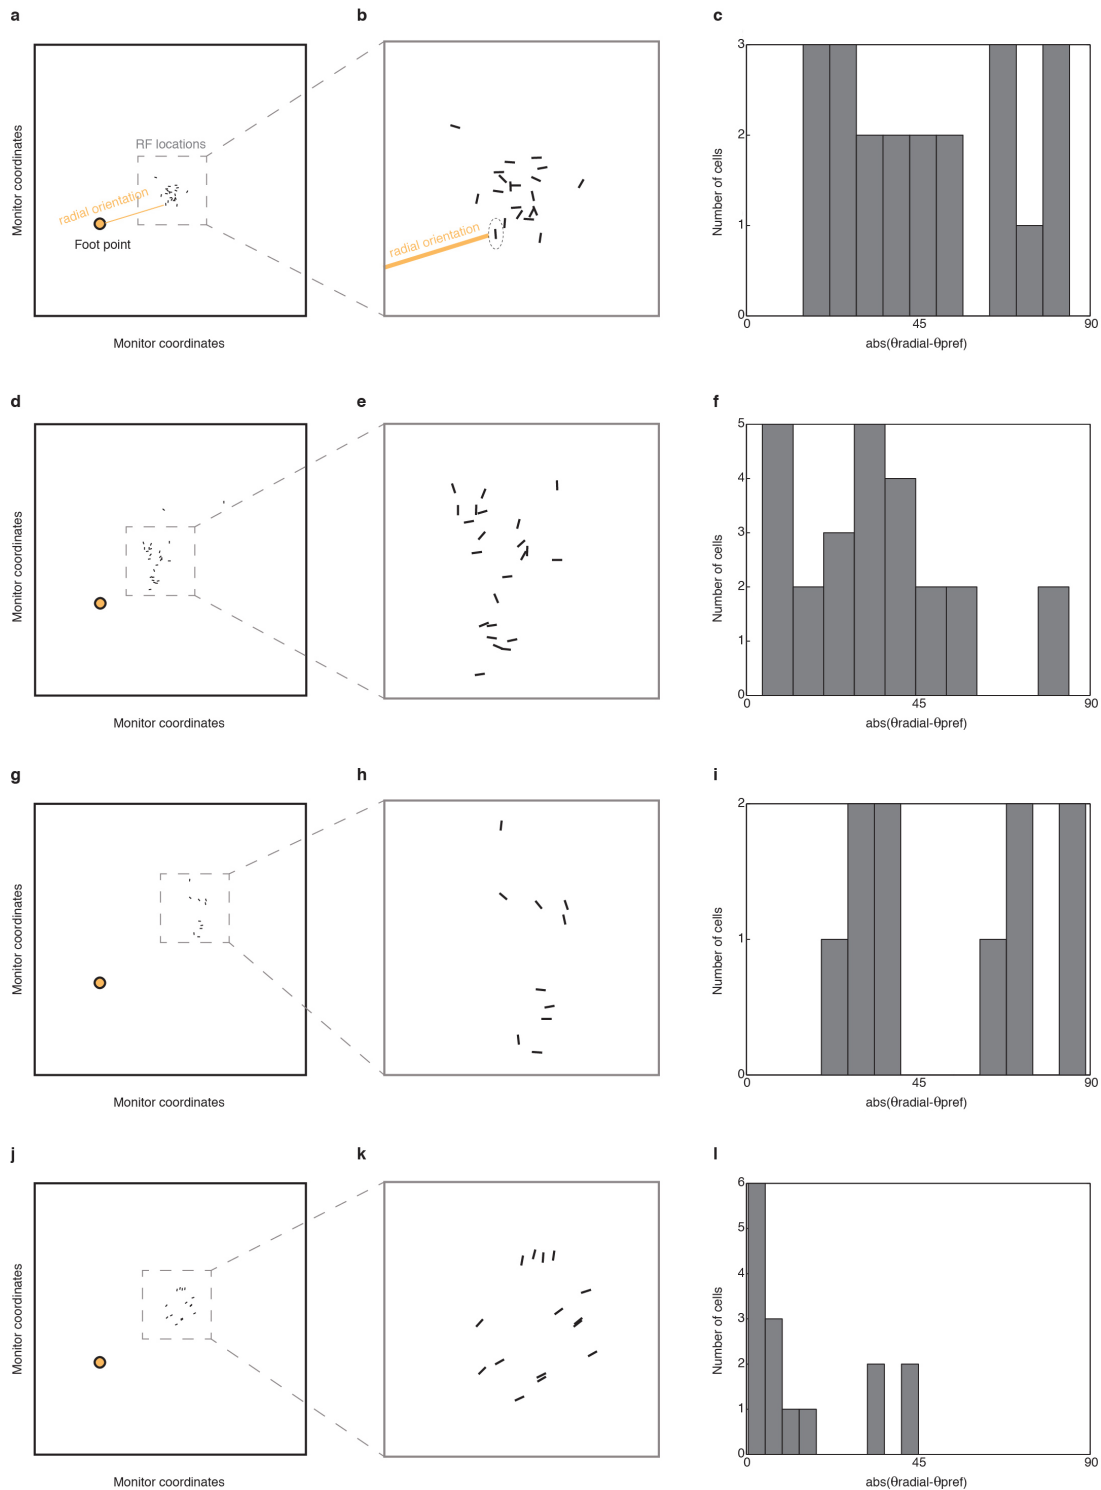 a
b
c
Monitor coordinates
RF locations
radial orientation
Foot point
Monitor coordinates
radial orientation
Number of cells
3
2
1
0
0
45
90
abs(θradial-θpref)
d
e
f
Monitor coordinates
Monitor coordinates
Number of cells
5
4
3
2
1
0
0
45
90
abs(θradial-θpref)
g
h
i
Monitor coordinates
Monitor coordinates
Number of cells
2
1
0
0
45
90
abs(θradial-θpref)
j
k
l
Monitor coordinates
Monitor coordinates
Number of cells
6
5
4
3
2
1
0
0
45
90
abs(θradial-θpref)